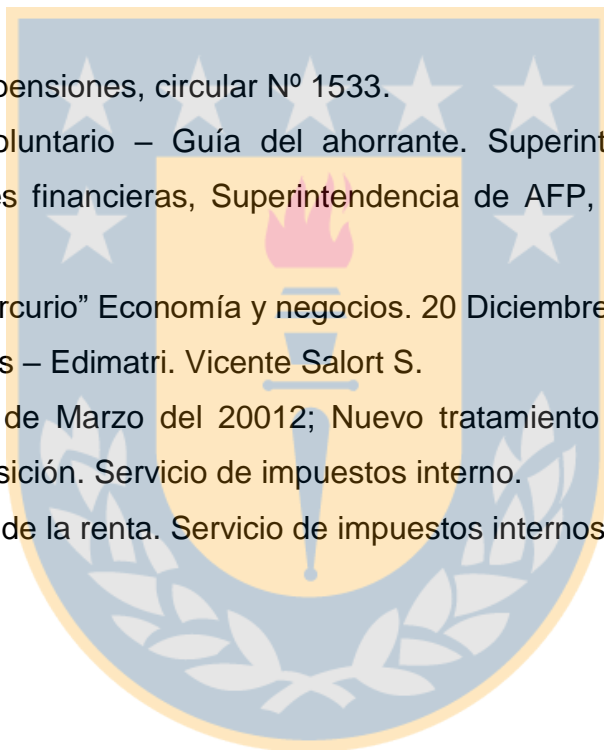 pensiones, circular Nº 1533.
oluntario – Guía del ahorrante. Superint
s financieras, Superintendencia de AFP,
rcurio” Economía y negocios. 20 Diciembre
s – Edimatri. Vicente Salort S.
de Marzo del 20012; Nuevo tratamiento
sición. Servicio de impuestos interno.
de la renta. Servicio de impuestos internos